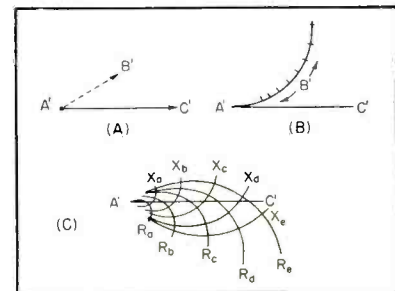 B'
A' C'
(A)
B'
A' C'
(B)
Xa Xb Xc Xd
A' C'
Xe
(C)
Ra Rb Rc Rd Re